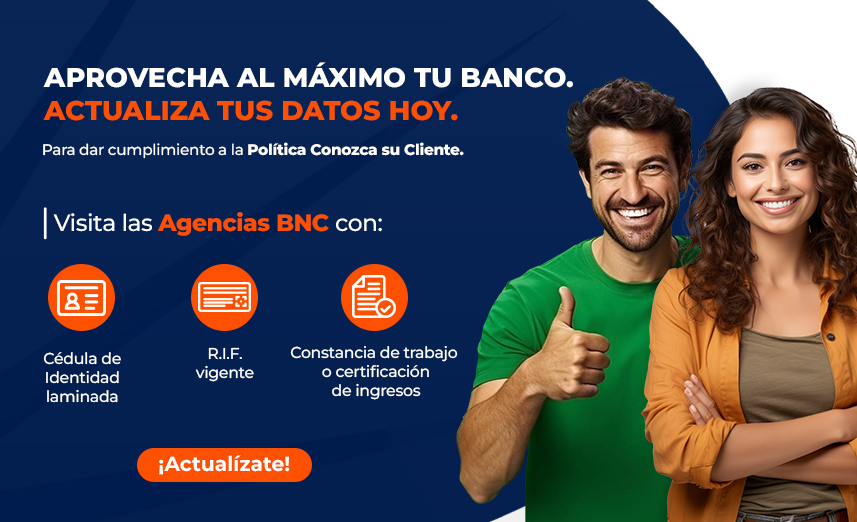 APROVECHA AL MÁXIMO TU BANCO.
ACTUALIZA TUS DATOS HOY.
Para dar cumplimiento a la Política Conozca su Cliente.
Visita las Agencias BNC con:
Cédula de
Identidad
laminada
R.I.F.
vigente
Constancia de trabajo
o certificación
de ingresos
¡Actualízate!